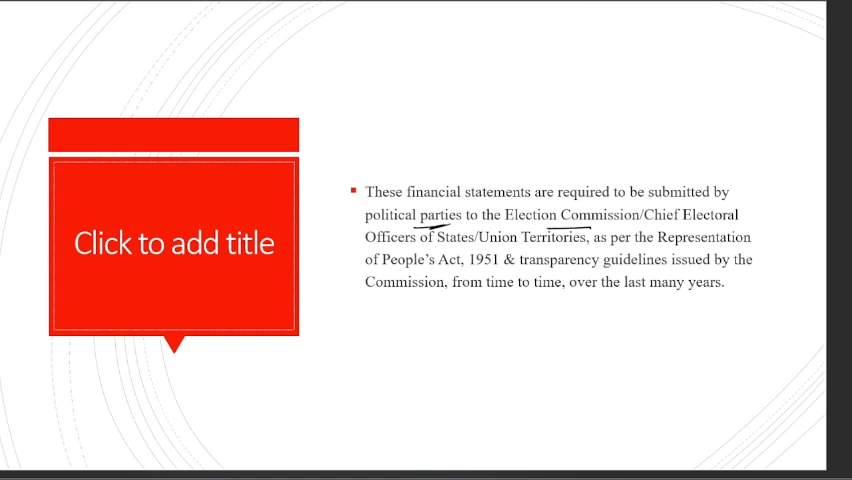 Click to add title
These financial statements are required to be submitted by
political parties to the Election Commission/Chief Electoral
Officers of States/Union Territories, as per the Representation
of People's Act, 1951 & transparency guidelines issued by the
Commission, from time to time, over the last many years.